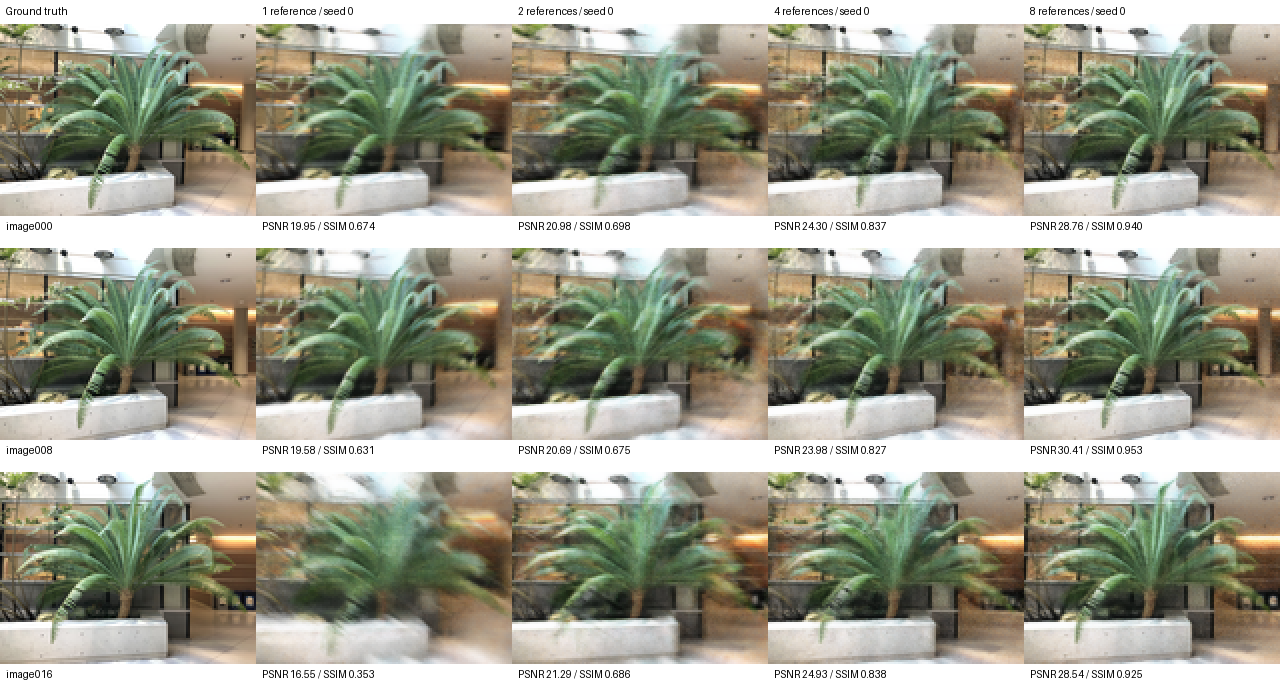 Ground truth 1 reference / seed 0 2 references / seed 0 4 references / seed 0 8 references / seed 0
image000 PSNR 19.95 / SSIM 0.674 PSNR 20.98 / SSIM 0.698 PSNR 24.30 / SSIM 0.837 PSNR 28.76 / SSIM 0.940
image008 PSNR 19.58 / SSIM 0.631 PSNR 20.69 / SSIM 0.675 PSNR 23.98 / SSIM 0.827 PSNR 30.41 / SSIM 0.953
image016 PSNR 16.55 / SSIM 0.353 PSNR 21.29 / SSIM 0.686 PSNR 24.93 / SSIM 0.838 PSNR 28.54 / SSIM 0.925